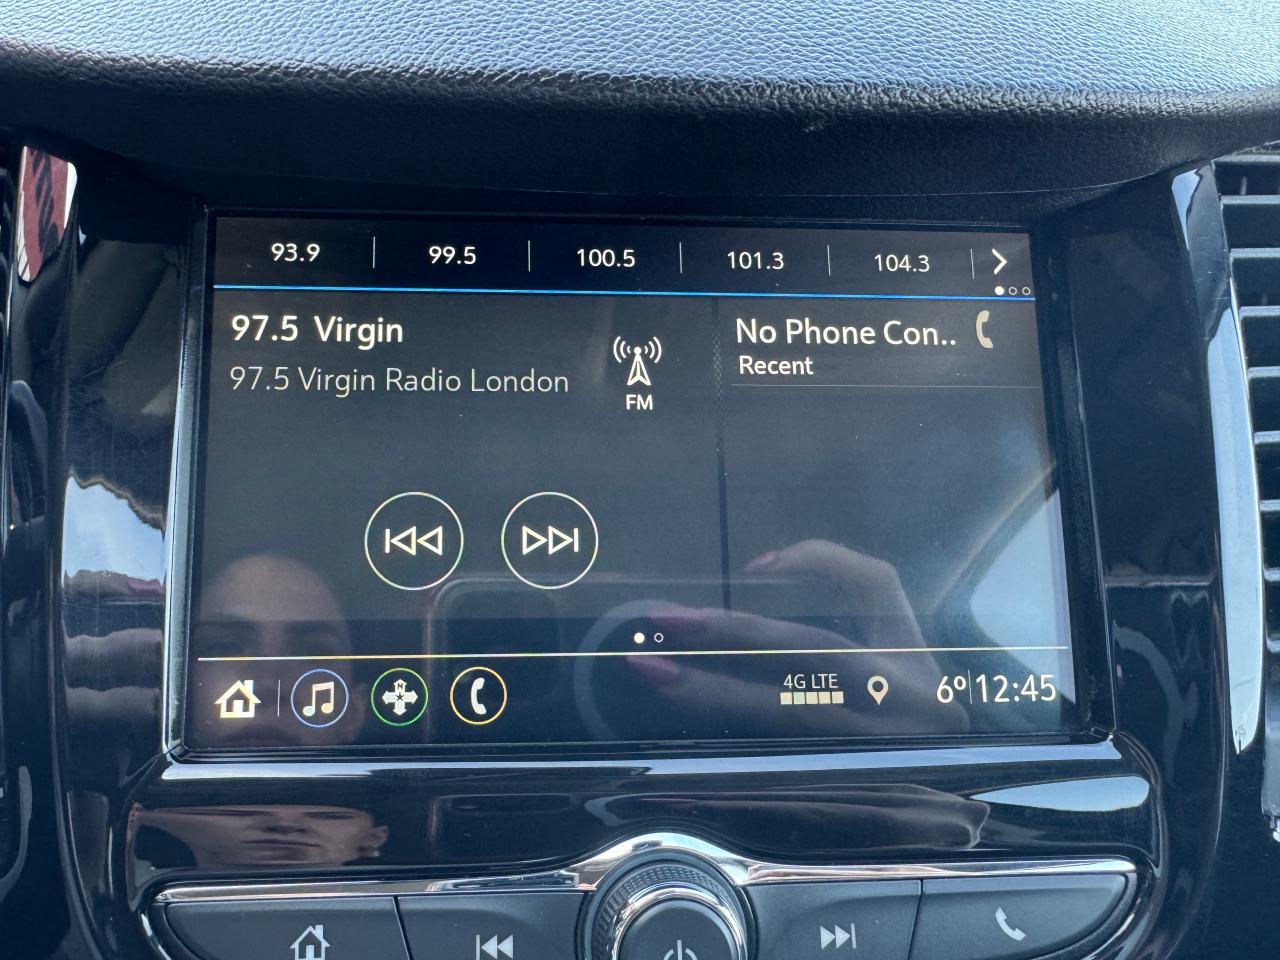 93.9 99.5 100.5 101.3 104.3
97.5 Virgin
97.5 Virgin Radio London
FM
No Phone Con..
Recent
N
4G LTE
6° 12:45